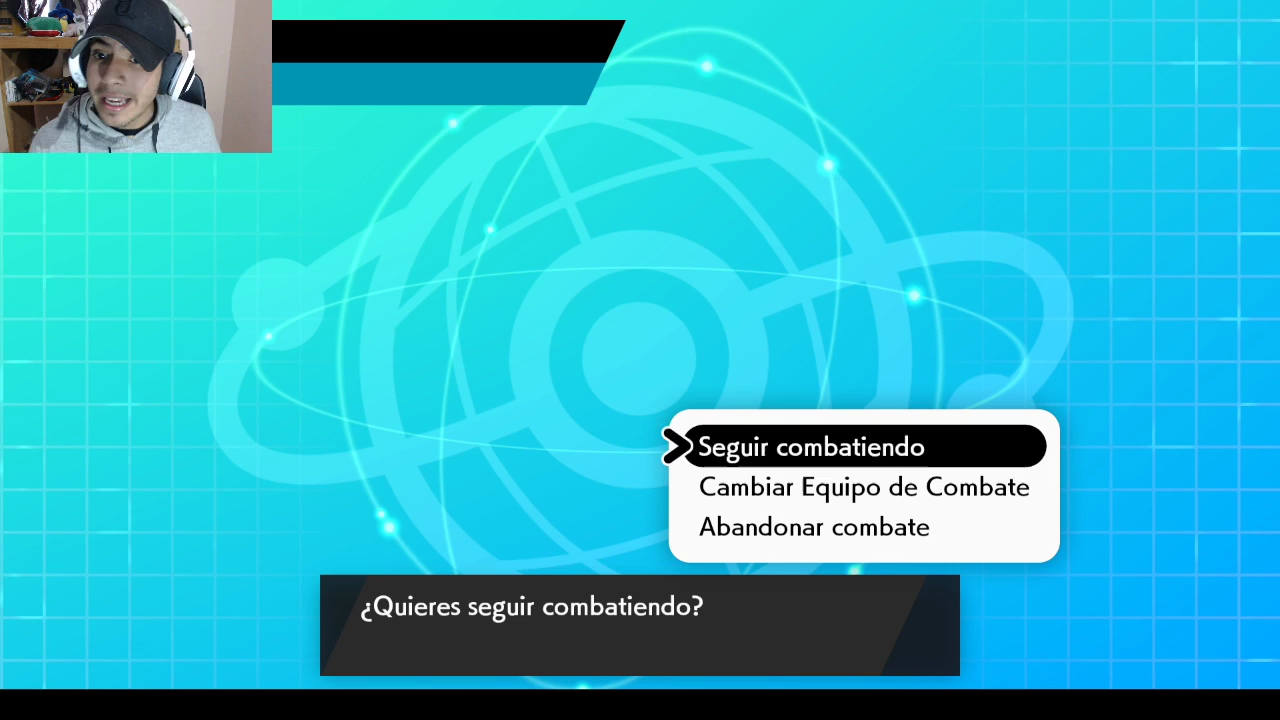 Seguir combatiendo
Cambiar Equipo de Combate
Abandonar combate
¿Quieres seguir combatiendo?